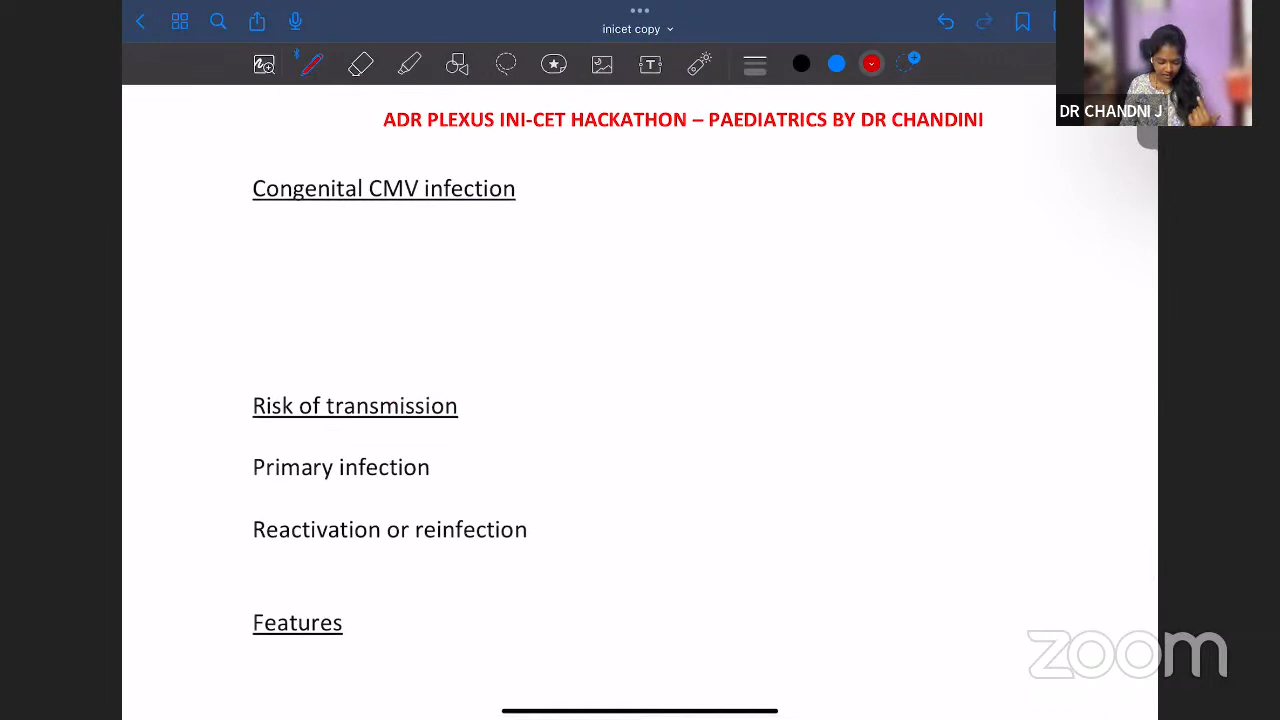 inicet copy
DR CHANDNI J
ADR PLEXUS INI-CET HACKATHON – PAEDIATRICS BY DR CHANDINI
Congenital CMV infection
Risk of transmission
Primary infection
Reactivation or reinfection
Features
zoom